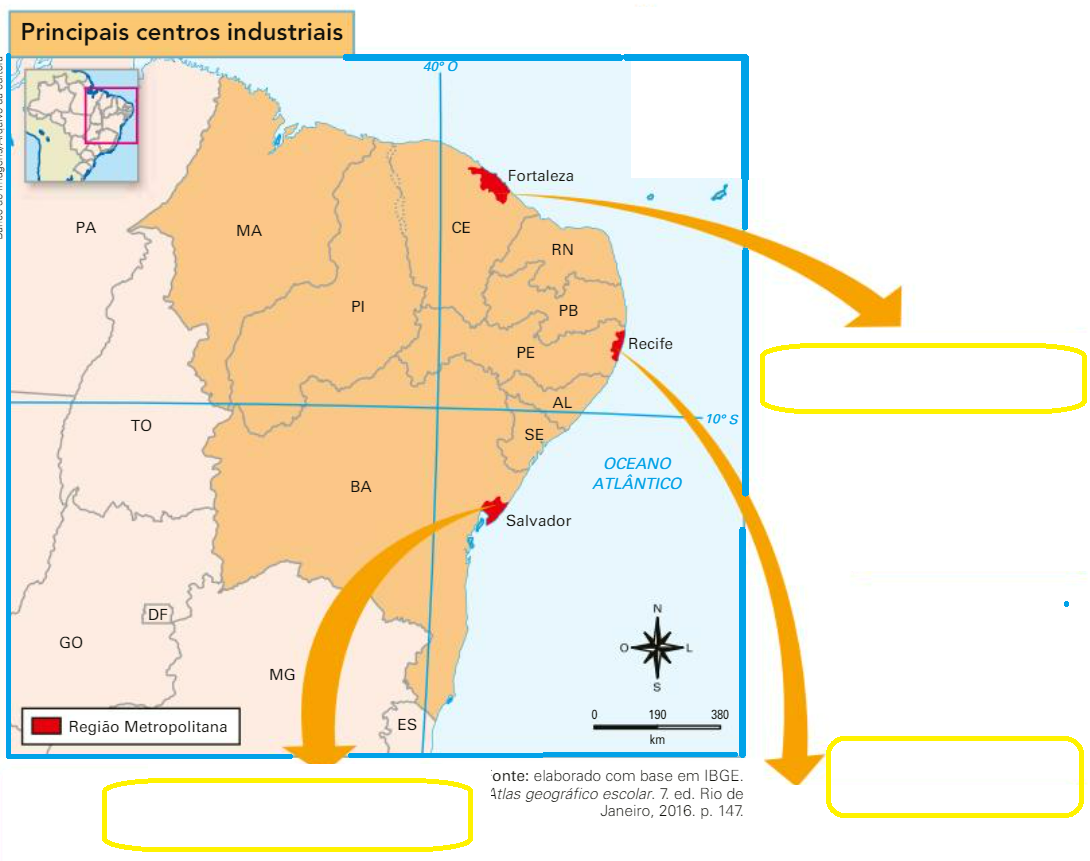 Principais centros industriais
40° O
Fortaleza
PA
MA
CE
RN
PI
PB
PE
Recife
AL
10° S
TO
SE
OCEANO
ATLÂNTICO
BA
Salvador
DF
N
GO
O
L
MG
S
ES
Região Metropolitana
0 190 380
km
onte: elaborado com base em IBGE.
Atlas geográfico escolar. 7. ed. Rio de
Janeiro, 2016. p. 147.